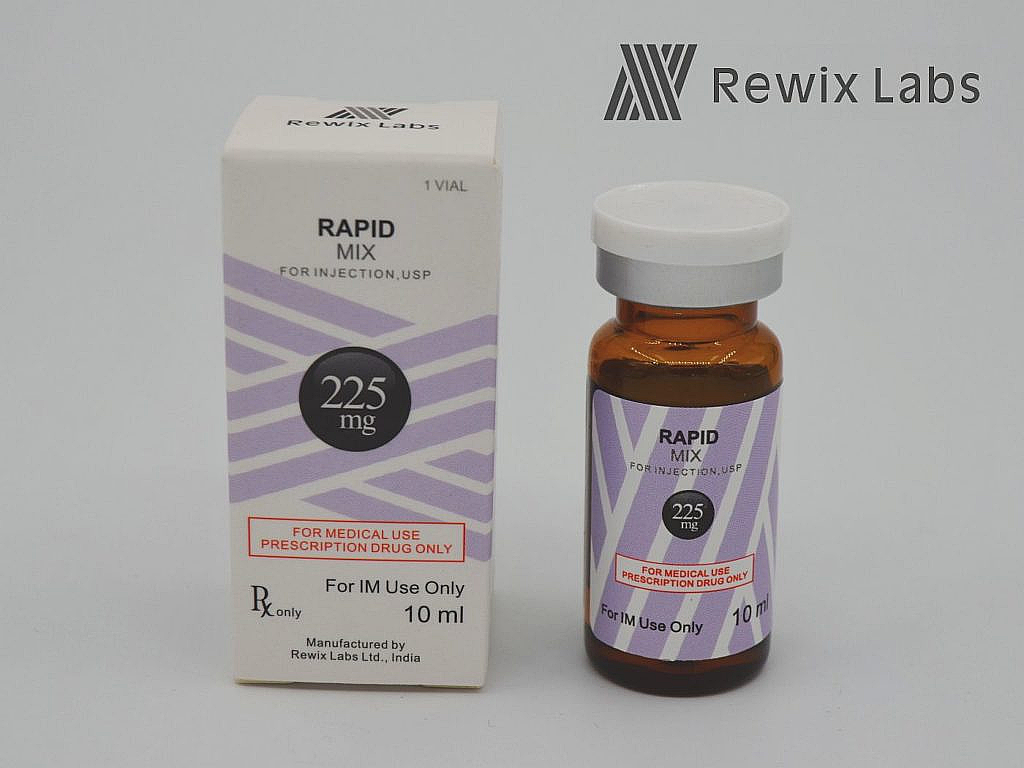 Rewix Labs
Rewix Labs
1 VIAL
RAPID
MIX
FOR INJECTION,USP
225
mg
FOR MEDICAL USE
PRESCRIPTION DRUG ONLY
For IM Use Only
Rx only
10 ml
Manufactured by
Rewix Labs Ltd., India
RAPID
MIX
FOR INJECTION,USP
225
mg
FOR MEDICAL USE
PRESCRIPTION DRUG ONLY
For IM Use Only
10 ml